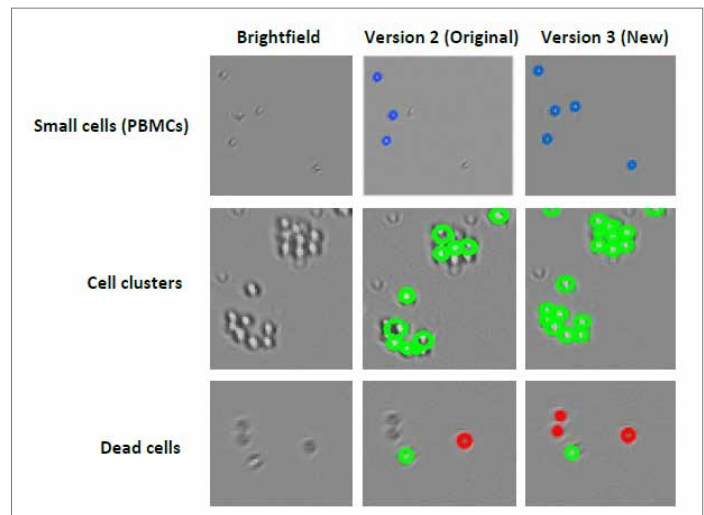 Brightfield
Version 2 (Original)
Version 3 (New)
Small cells (PBMCs)
Cell clusters
Dead cells